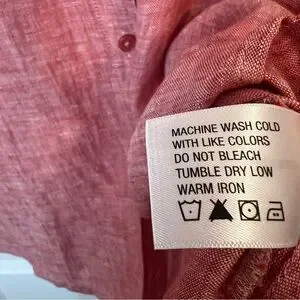 MACHINE WASH COLD
WITH LIKE COLORS
DO NOT BLEACH
TUMBLE DRY LOW
WARM IRON